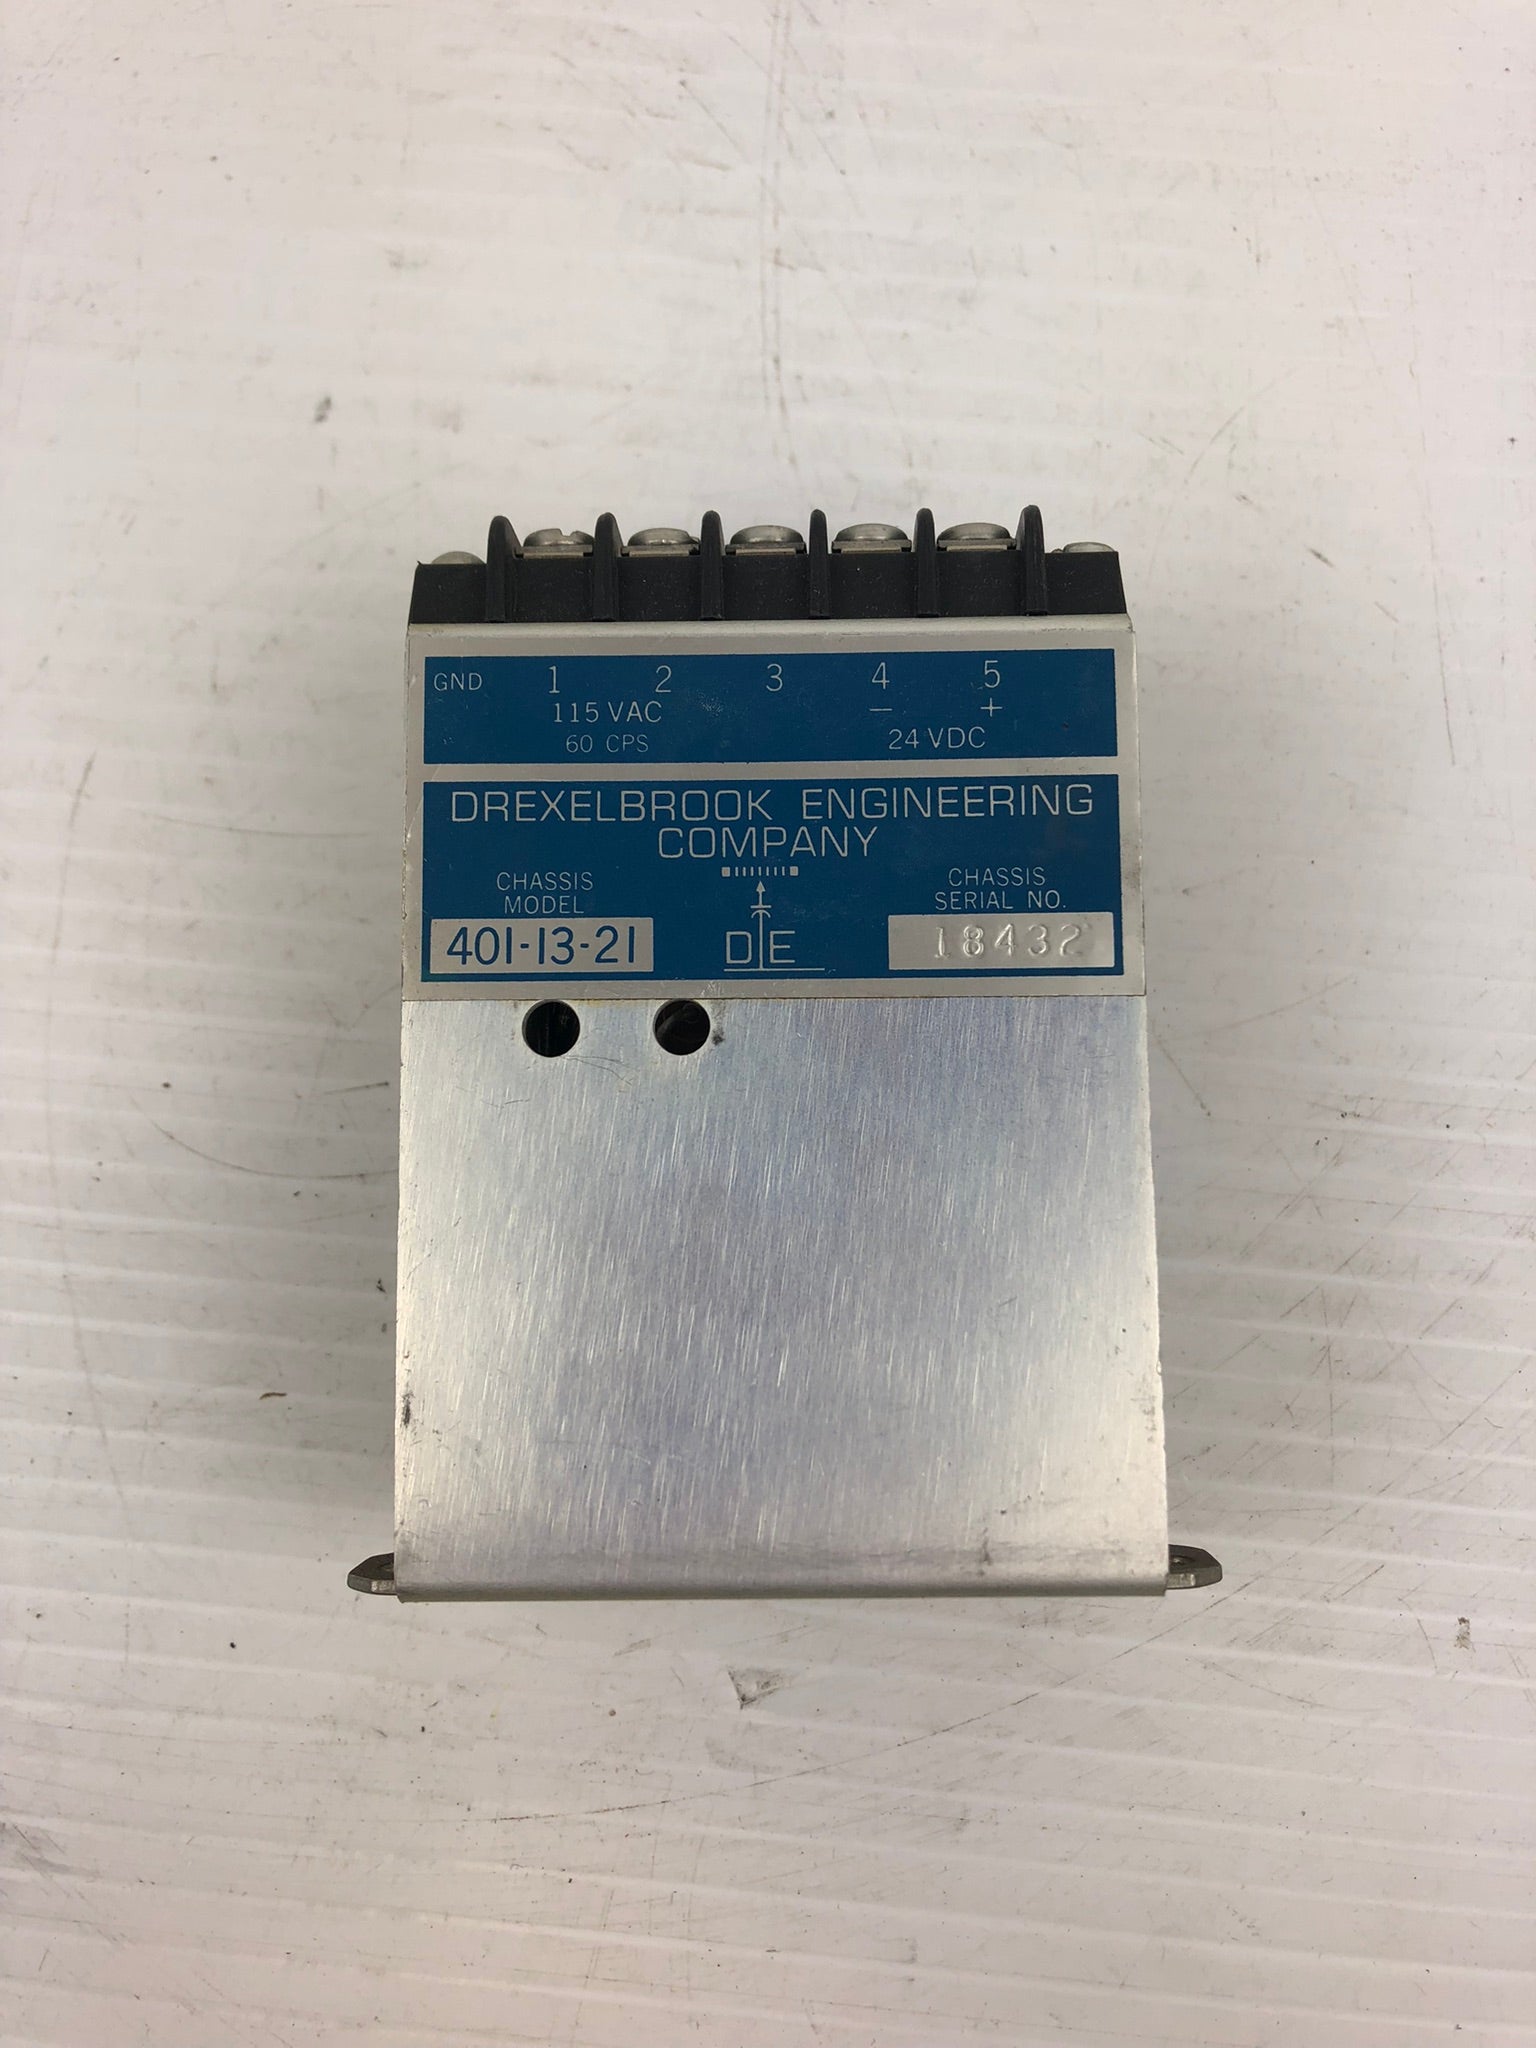 GND 1 2 3 4 5
115 VAC — +
60 CPS 24 VDC
DREXELBROOK ENGINEERING
COMPANY
CHASSIS
MODEL
401-13-21
DE
CHASSIS
SERIAL NO.
18432